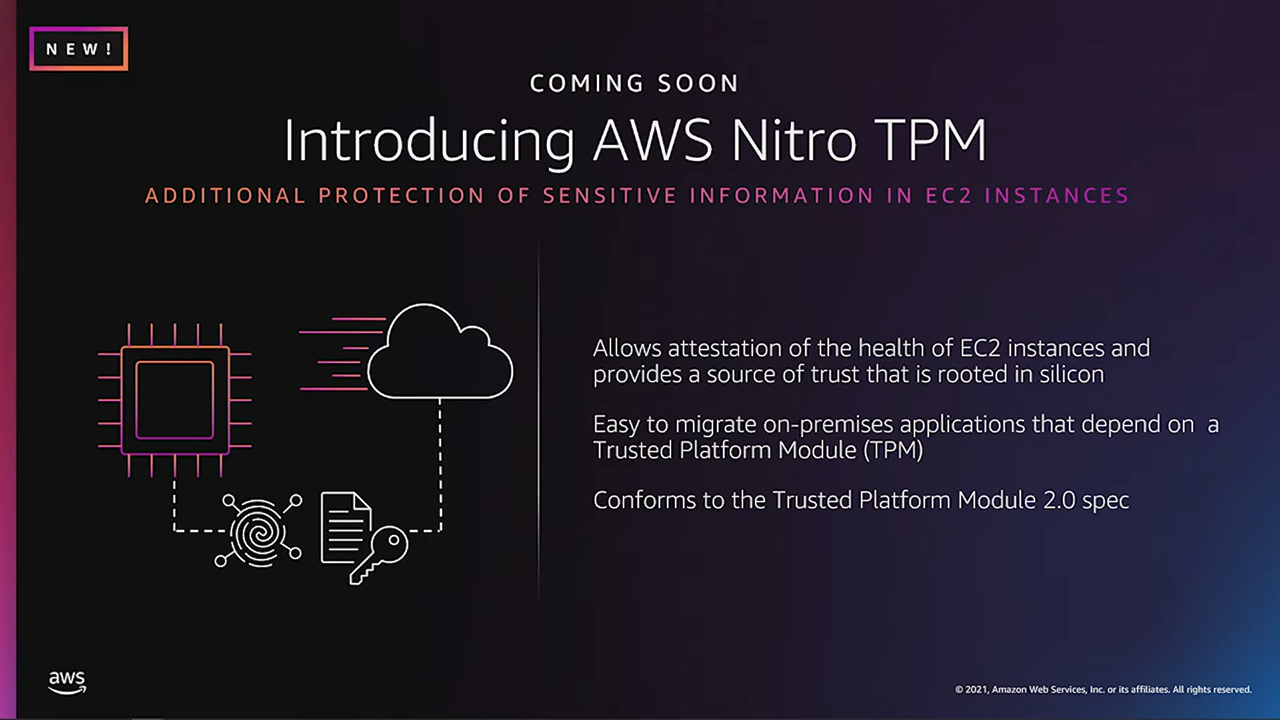 NEW!
COMING SOON
Introducing AWS Nitro TPM
ADDITIONAL PROTECTION OF SENSITIVE INFORMATION IN EC2 INSTANCES
Allows attestation of the health of EC2 instances and
provides a source of trust that is rooted in silicon
Easy to migrate on-premises applications that depend on a
Trusted Platform Module (TPM)
Conforms to the Trusted Platform Module 2.0 spec
aws
© 2021, Amazon Web Services, Inc. or its affiliates. All rights reserved.